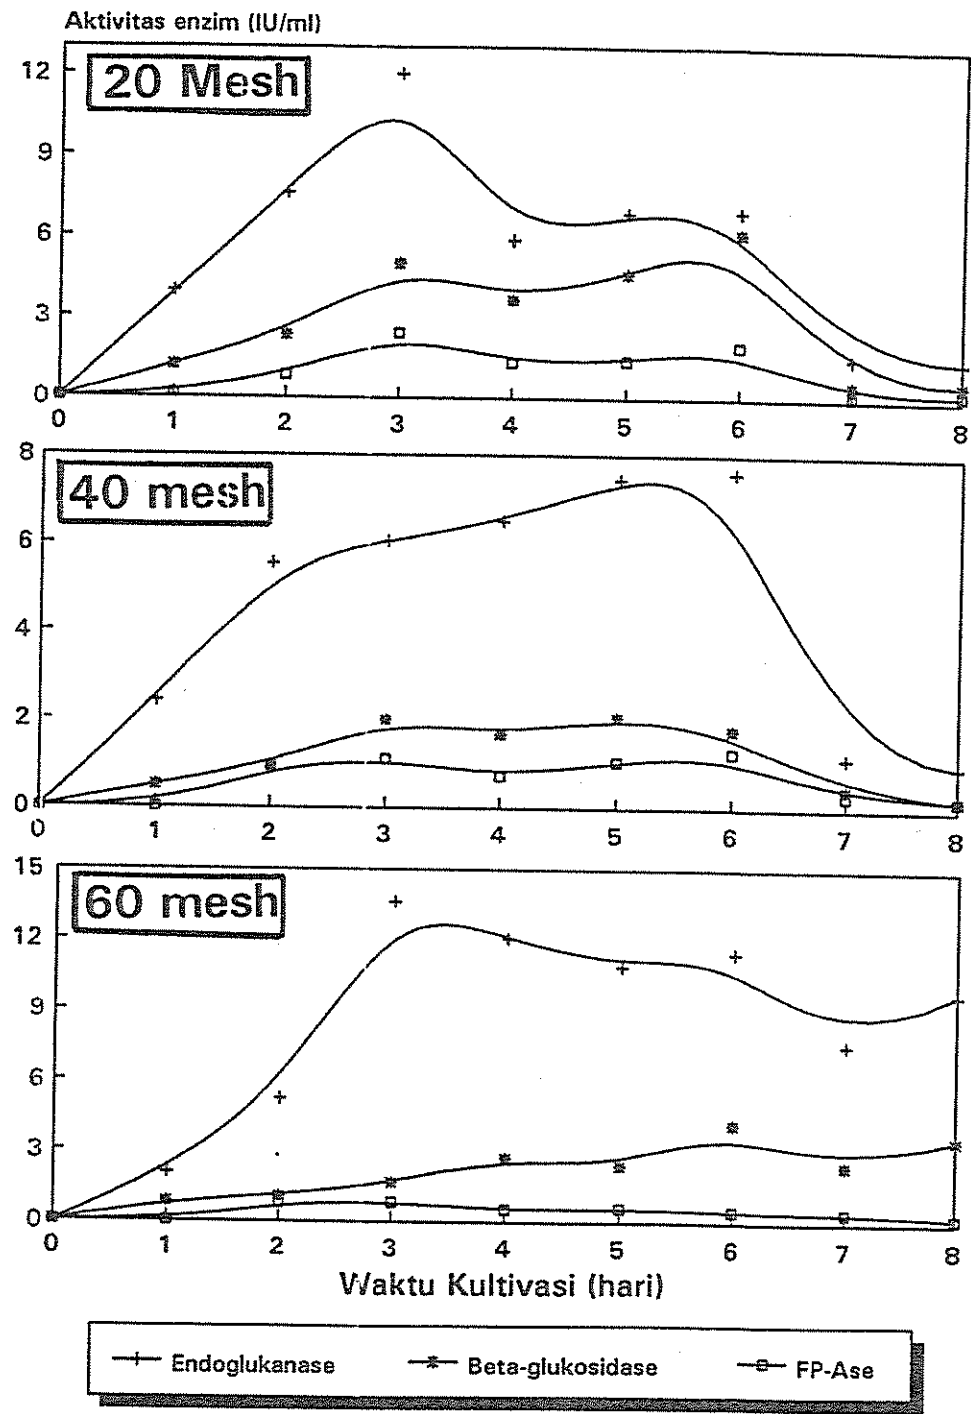 Aktivitas enzim (IU/ml)
20 Mesh
12
9
6
3
0
0 1 2 3 4 5 6 7 8
40 mesh
8
6
4
2
0
0 1 2 3 4 5 6 7 8
60 mesh
15
12
9
6
3
0
0 1 2 3 4 5 6 7 8
Waktu Kultivasi (hari)
Endoglukanase Beta-glukosidase FP-Ase